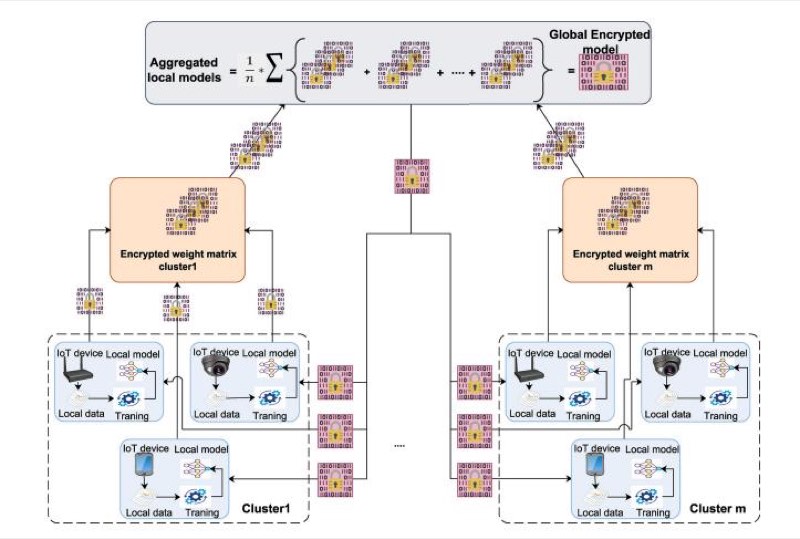 Aggregated
local models
=
1
n
* ∑ {
+
+ .... +
}
=
Global Encrypted
model
Encrypted weight matrix
cluster1
Encrypted weight matrix
cluster m
IoT device Local model
Local data Traning
IoT device Local model
Local data Traning
IoT device Local model
Local data Traning
Cluster1
....
IoT device Local model
Local data Traning
IoT device Local model
Local data Traning
IoT device Local model
Local data Traning
Cluster m